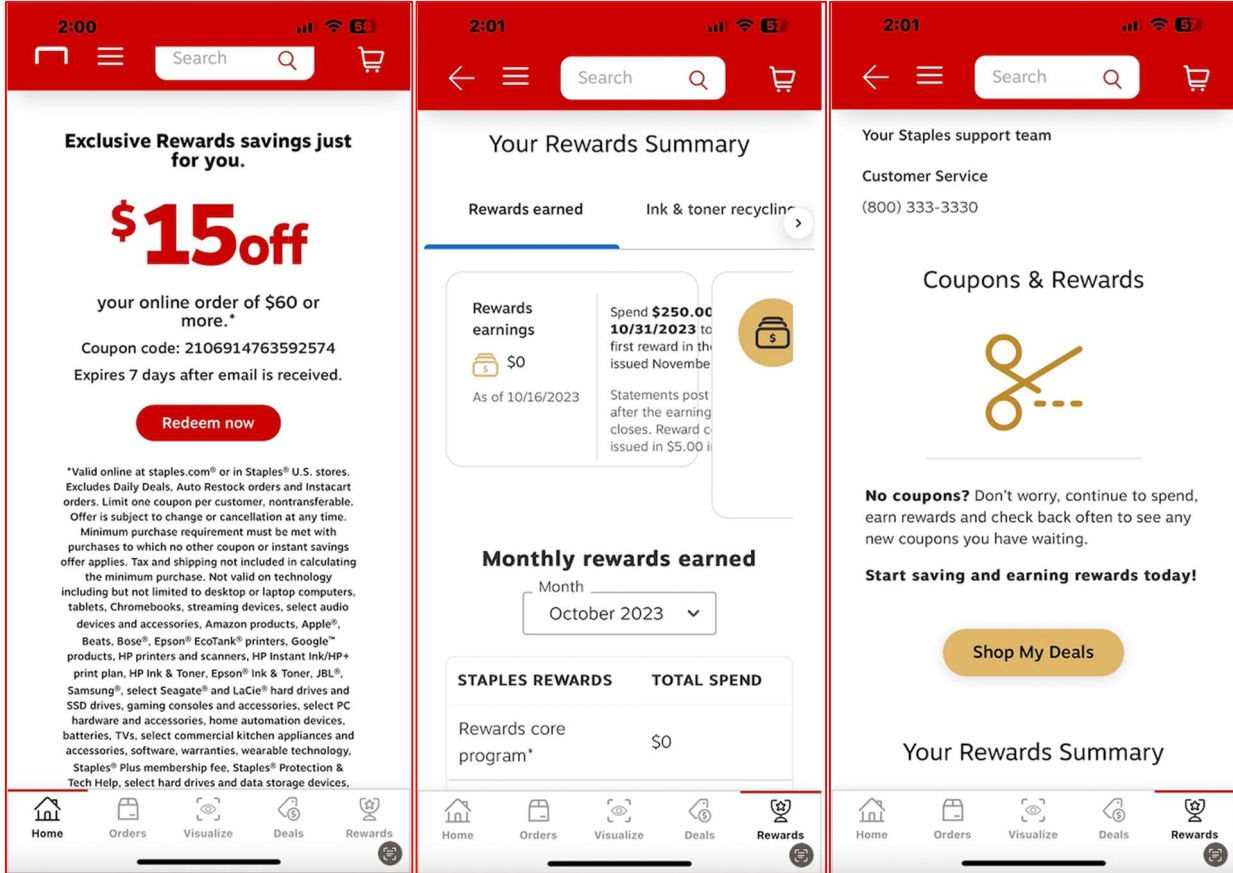 2:00
58
Search
Exclusive Rewards savings just
for you.
$15off
your online order of $60 or
more.*
Coupon code: 2106914763592574
Expires 7 days after email is received.
Redeem now
*Valid online at staples.com® or in Staples® U.S. stores.
Excludes Daily Deals, Auto Restock orders and Instacart
orders. Limit one coupon per customer, nontransferable.
Offer is subject to change or cancellation at any time.
Minimum purchase requirement must be met with
purchases to which no other coupon or instant savings
offer applies. Tax and shipping not included in calculating
the minimum purchase. Not valid on technology
including but not limited to desktop or laptop computers,
tablets, Chromebooks, streaming devices, select audio
devices and accessories, Amazon products, Apple®,
Beats, Bose®, Epson® EcoTank® printers, Google™
products, HP printers and scanners, HP Instant Ink/HP+
print plan, HP Ink & Toner, Epson® Ink & Toner, JBL®,
Samsung®, select Seagate® and LaCie® hard drives and
SSD drives, gaming consoles and accessories, select PC
hardware and accessories, home automation devices,
batteries, TVs, select commercial kitchen appliances and
accessories, software, warranties, wearable technology,
Staples® Plus membership fee, Staples® Protection &
Tech Help, select hard drives and data storage devices,
Home
Orders
Visualize
Deals
Rewards
2:01
57
Search
Your Rewards Summary
Rewards earned
Ink & toner recycling
Rewards
earnings
$0
As of 10/16/2023
Spend $250.00
10/31/2023 to
first reward in the
issued Novembe
Statements post
after the earning
closes. Reward c
issued in $5.00 i
Monthly rewards earned
Month
October 2023
STAPLES REWARDS TOTAL SPEND
Rewards core
program*
$0
Home
Orders
Visualize
Deals
Rewards
2:01
57
Search
Your Staples support team
Customer Service
(800) 333-3330
Coupons & Rewards
No coupons? Don't worry, continue to spend,
earn rewards and check back often to see any
new coupons you have waiting.
Start saving and earning rewards today!
Shop My Deals
Your Rewards Summary
Home
Orders
Visualize
Deals
Rewards